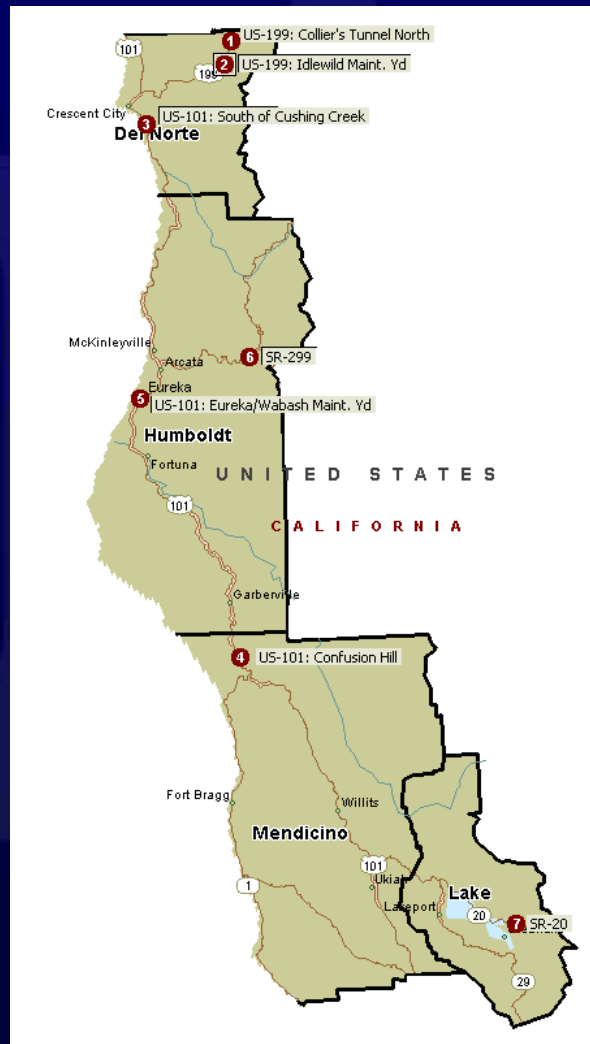 1 US-199: Collier's Tunnel North
101
199
2 US-199: Idlewild Maint. Yd
Crescent City
3 US-101: South of Cushing Creek
Del Norte
McKinleyville
Arcata
6 SR-299
Eureka
5 US-101: Eureka/Wabash Maint. Yd
Humboldt
Fortuna
UNITED STATES
101
CALIFORNIA
Garberville
4 US-101: Confusion Hill
Fort Bragg
Willits
Mendicino
101
Ukiah
1
Lake
Lakeport
20
7 SR-20
29